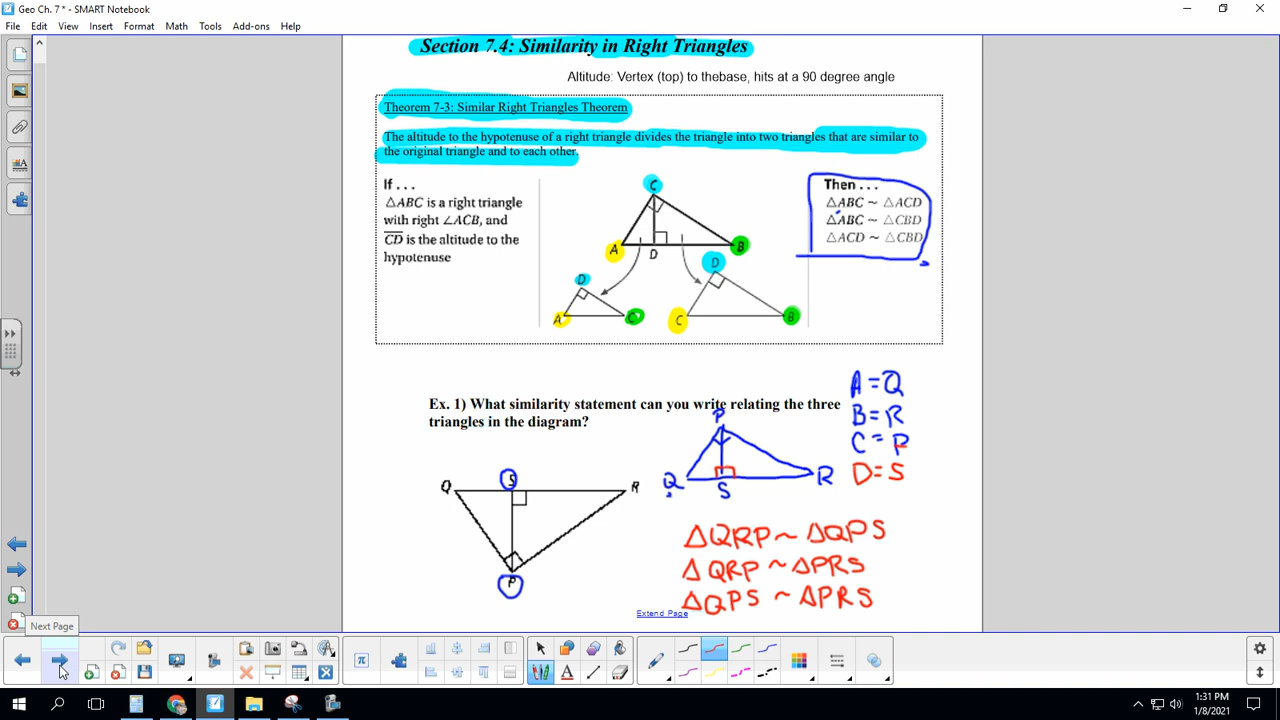 Geo Ch. 7 * - SMART Notebook
File Edit View Insert Format Math Tools Add-ons Help
Section 7.4: Similarity in Right Triangles
Altitude: Vertex (top) to thebase, hits at a 90 degree angle
Theorem 7-3: Similar Right Triangles Theorem
The altitude to the hypotenuse of a right triangle divides the triangle into two triangles that are similar to
the original triangle and to each other.
If . . .
△ABC is a right triangle
with right ∠ACB, and
CD is the altitude to the
hypotenuse
C
A
D
B
D
A
C
D
C
B
Then . . .
△ABC ~ △ACD
△ABC ~ △CBD
△ACD ~ △CBD
Ex. 1) What similarity statement can you write relating the three
triangles in the diagram?
Q
S
R
P
P
Q
S
R
A = Q
B = R
C = P
D = S
△QRP ~ △QPS
△QRP ~ △PRS
△QPS ~ △PRS
Extend Page
Next Page
π
A
1:31 PM
1/8/2021